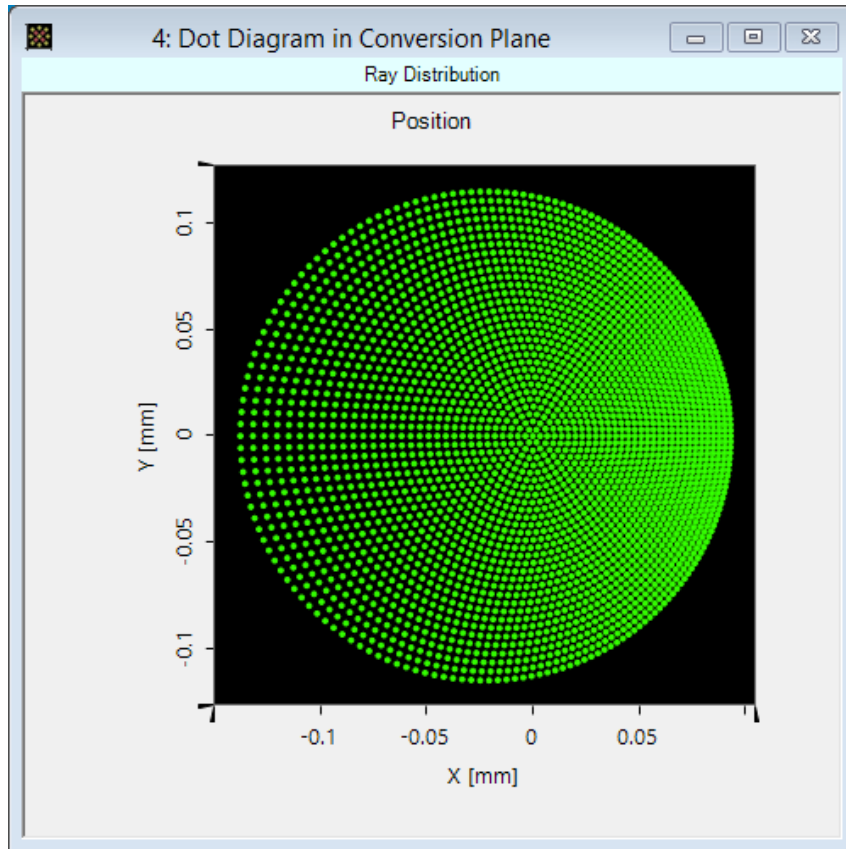 4: Dot Diagram in Conversion Plane
Ray Distribution
Position
0.1
0.05
0
-0.05
-0.1
Y [mm]
-0.1
-0.05
0
0.05
X [mm]